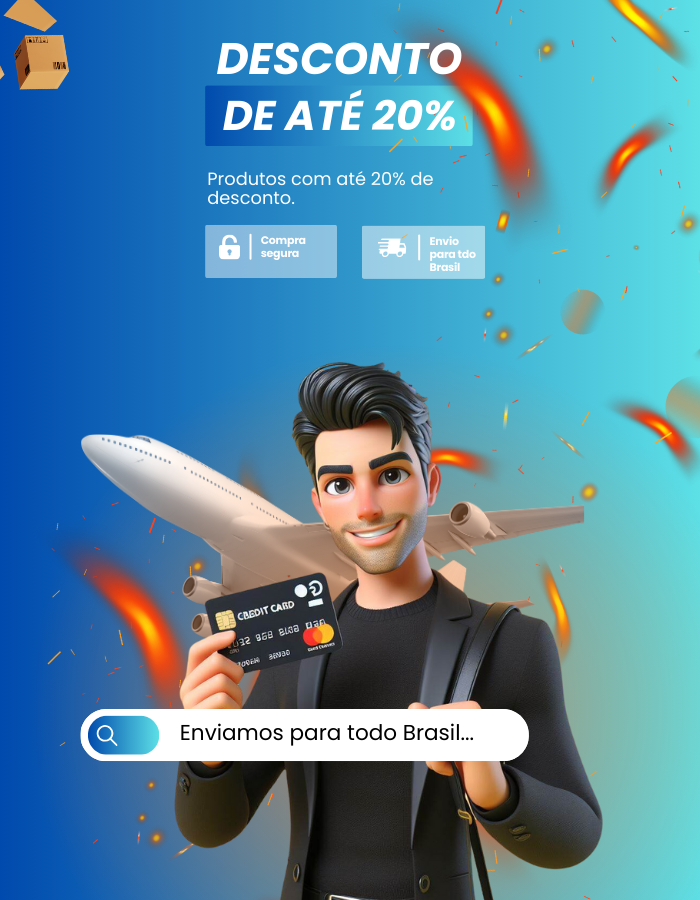 DESCONTO
DE ATÉ 20%
Produtos com até 20% de
desconto.
Compra
segura
Envio
para tdo
Brasil
CREDIT CARD
Enviamos para todo Brasil...